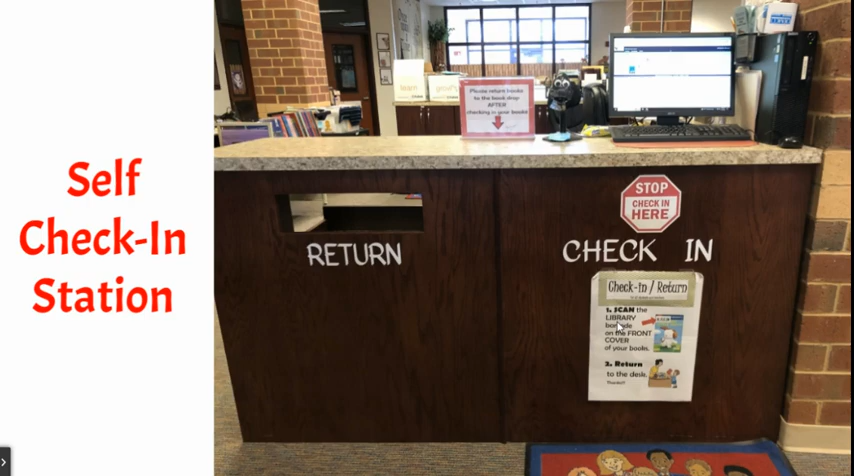 Self
Check-In
Station
Please return books
to the book drop
AFTER
checking in your books
STOP
CHECK IN
HERE
RETURN
CHECK IN
Check-in / Return
1. SCAN the
LIBRARY
on the FRONT
COVER
of your books.
2. Return
to the desk.